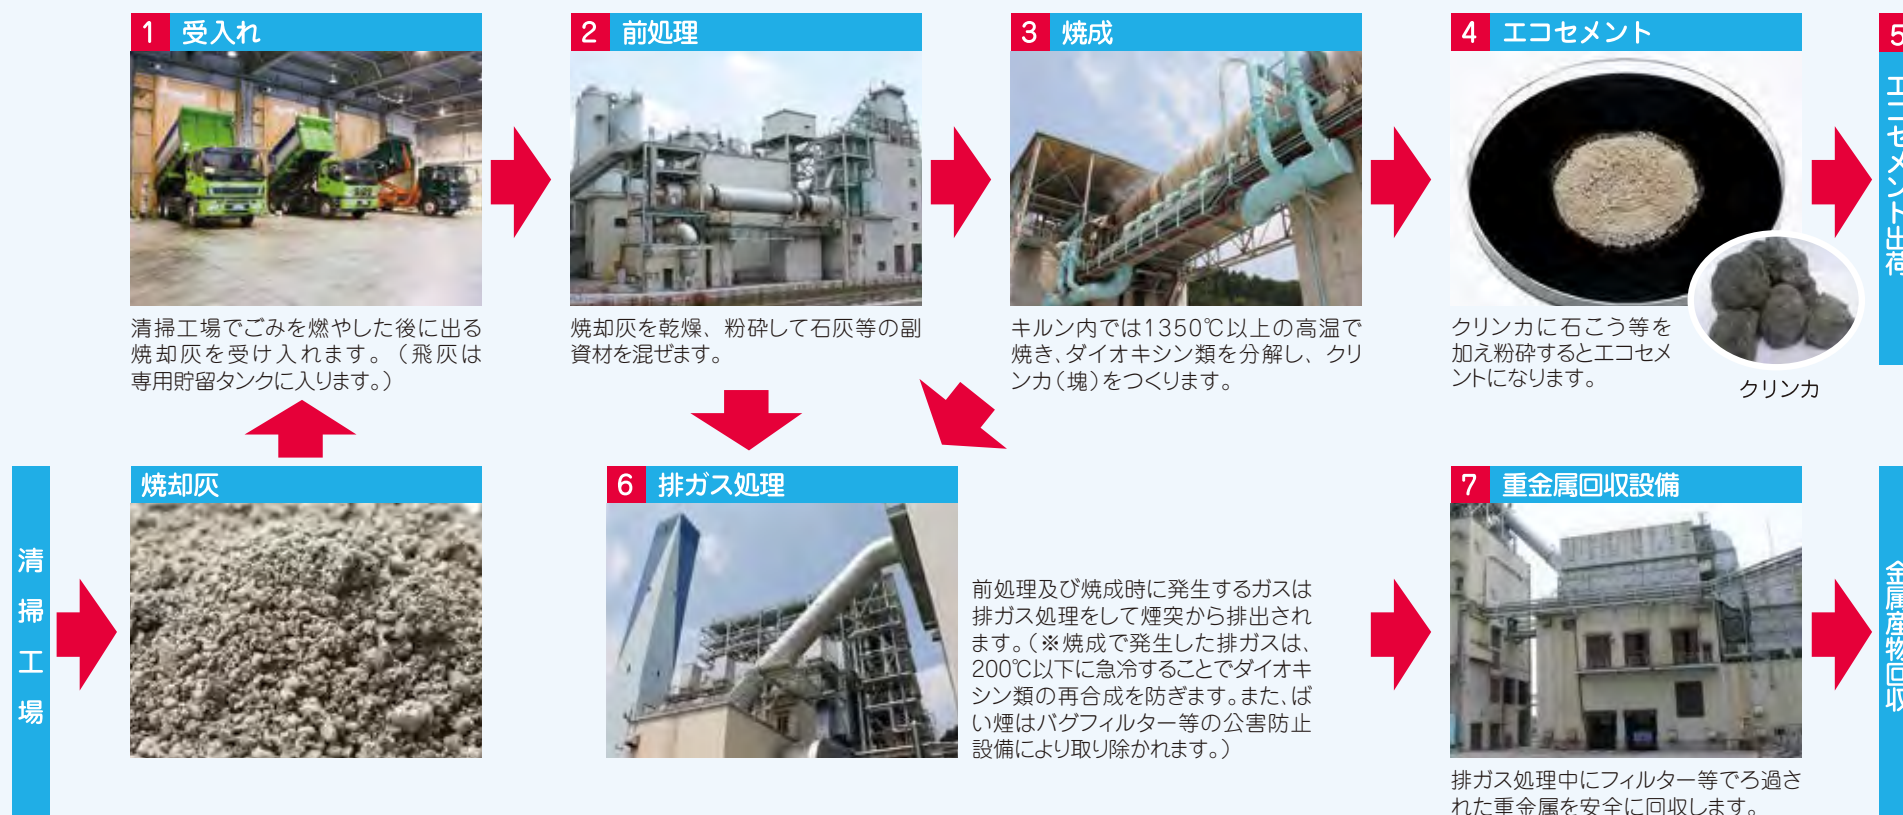 1 受入れ
清掃工場でごみを燃やした後に出る
焼却灰を受け入れます。（飛灰は
専用貯留タンクに入ります。）
2 前処理
焼却灰を乾燥、粉砕して石灰等の副
資材を混ぜます。
3 焼成
キルン内では1350℃以上の高温で
焼き、ダイオキシン類を分解し、クリ
ンカ（塊）をつくります。
4 エコセメント
クリンカに石こう等を
加え粉砕するとエコセメ
ントになります。
クリンカ
5
エコセメント出荷
清掃工場
焼却灰
6 排ガス処理
前処理及び焼成時に発生するガスは
排ガス処理をして煙突から排出され
ます。（※焼成で発生した排ガスは、
200℃以下に急冷することでダイオキ
シン類の再合成を防ぎます。また、ば
い煙はバグフィルター等の公害防止
設備により取り除かれます。）
7 重金属回収設備
排ガス処理中にフィルター等でろ過さ
れた重金属を安全に回収します。
金属産物回収